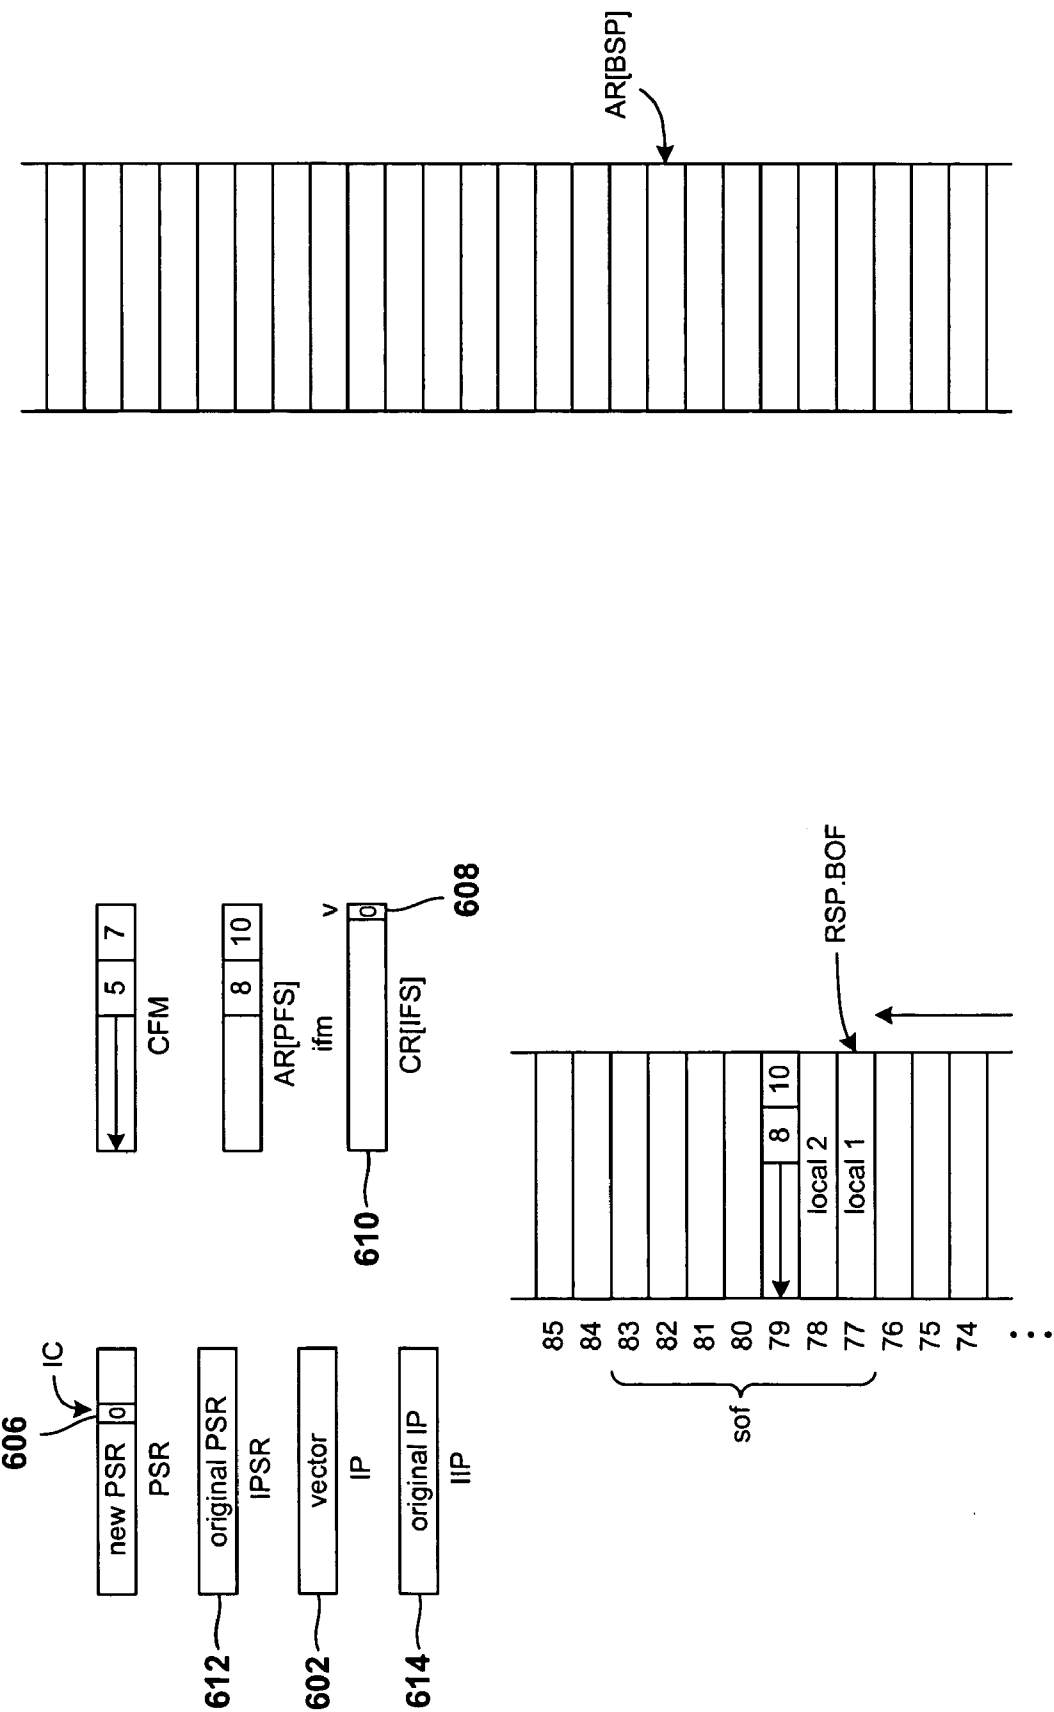 606
IC
new PSR 0
PSR
612
original PSR
IPSR
602
vector
IP
614
original IP
IIP
5 7
CFM
8 10
AR[PFS]
ifm
v
610
0
608
CR[IFS]
85
84
83
82
81
80
79
8 10
78
local 2
77
local 1
76
75
74
sof
RSP.BOF
AR[BSP]